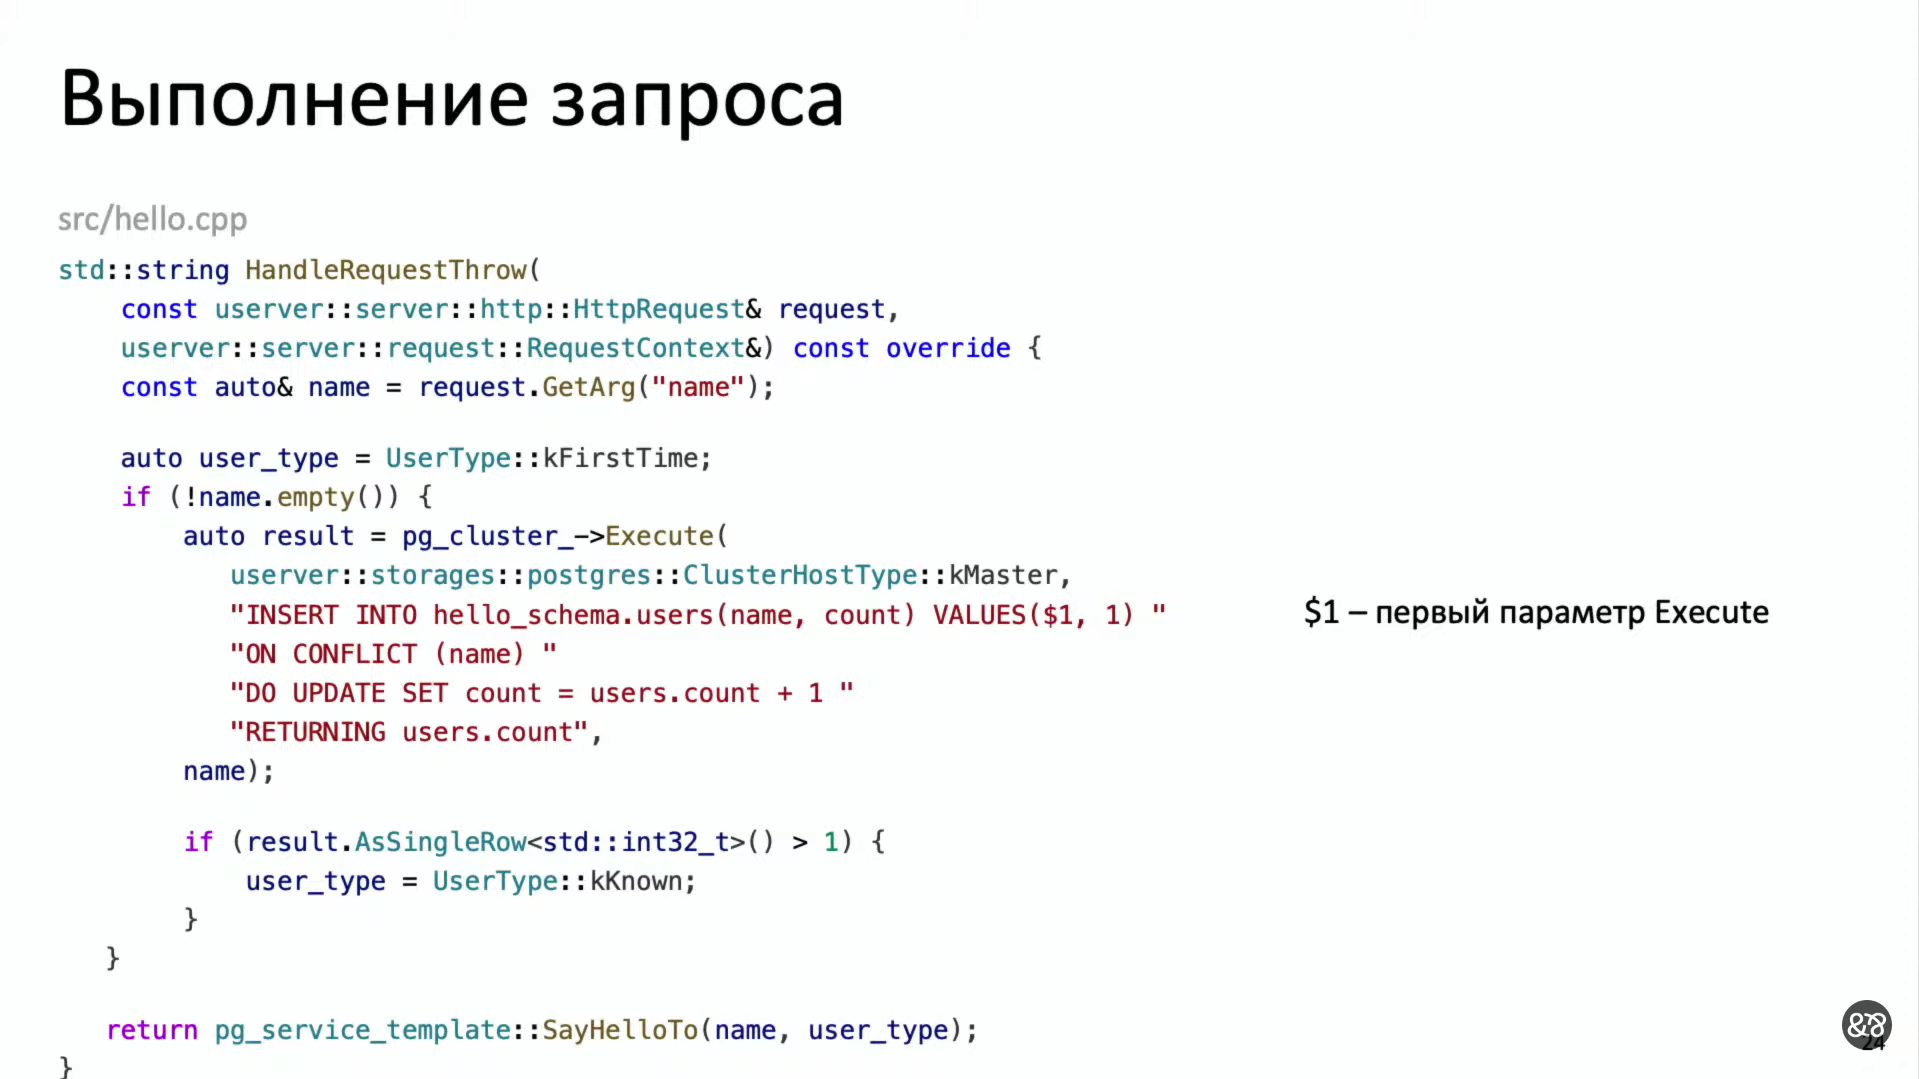 Выполнение запроса
src/hello.cpp
std::string HandleRequestThrow(
    const userver::server::http::HttpRequest& request,
    userver::server::request::RequestContext&) const override {
    const auto& name = request.GetArg("name");
    auto user_type = UserType::kFirstTime;
    if (!name.empty()) {
        auto result = pg_cluster_->Execute(
           userver::storages::postgres::ClusterHostType::kMaster,
           "INSERT INTO hello_schema.users(name, count) VALUES($1, 1) "
           "ON CONFLICT (name) "
           "DO UPDATE SET count = users.count + 1 "
           "RETURNING users.count",
        name);
        if (result.AsSingleRow<std::int32_t>() > 1) {
            user_type = UserType::kKnown;
        }
   }
   return pg_service_template::SayHelloTo(name, user_type);
}
$1 – первый параметр Execute
24